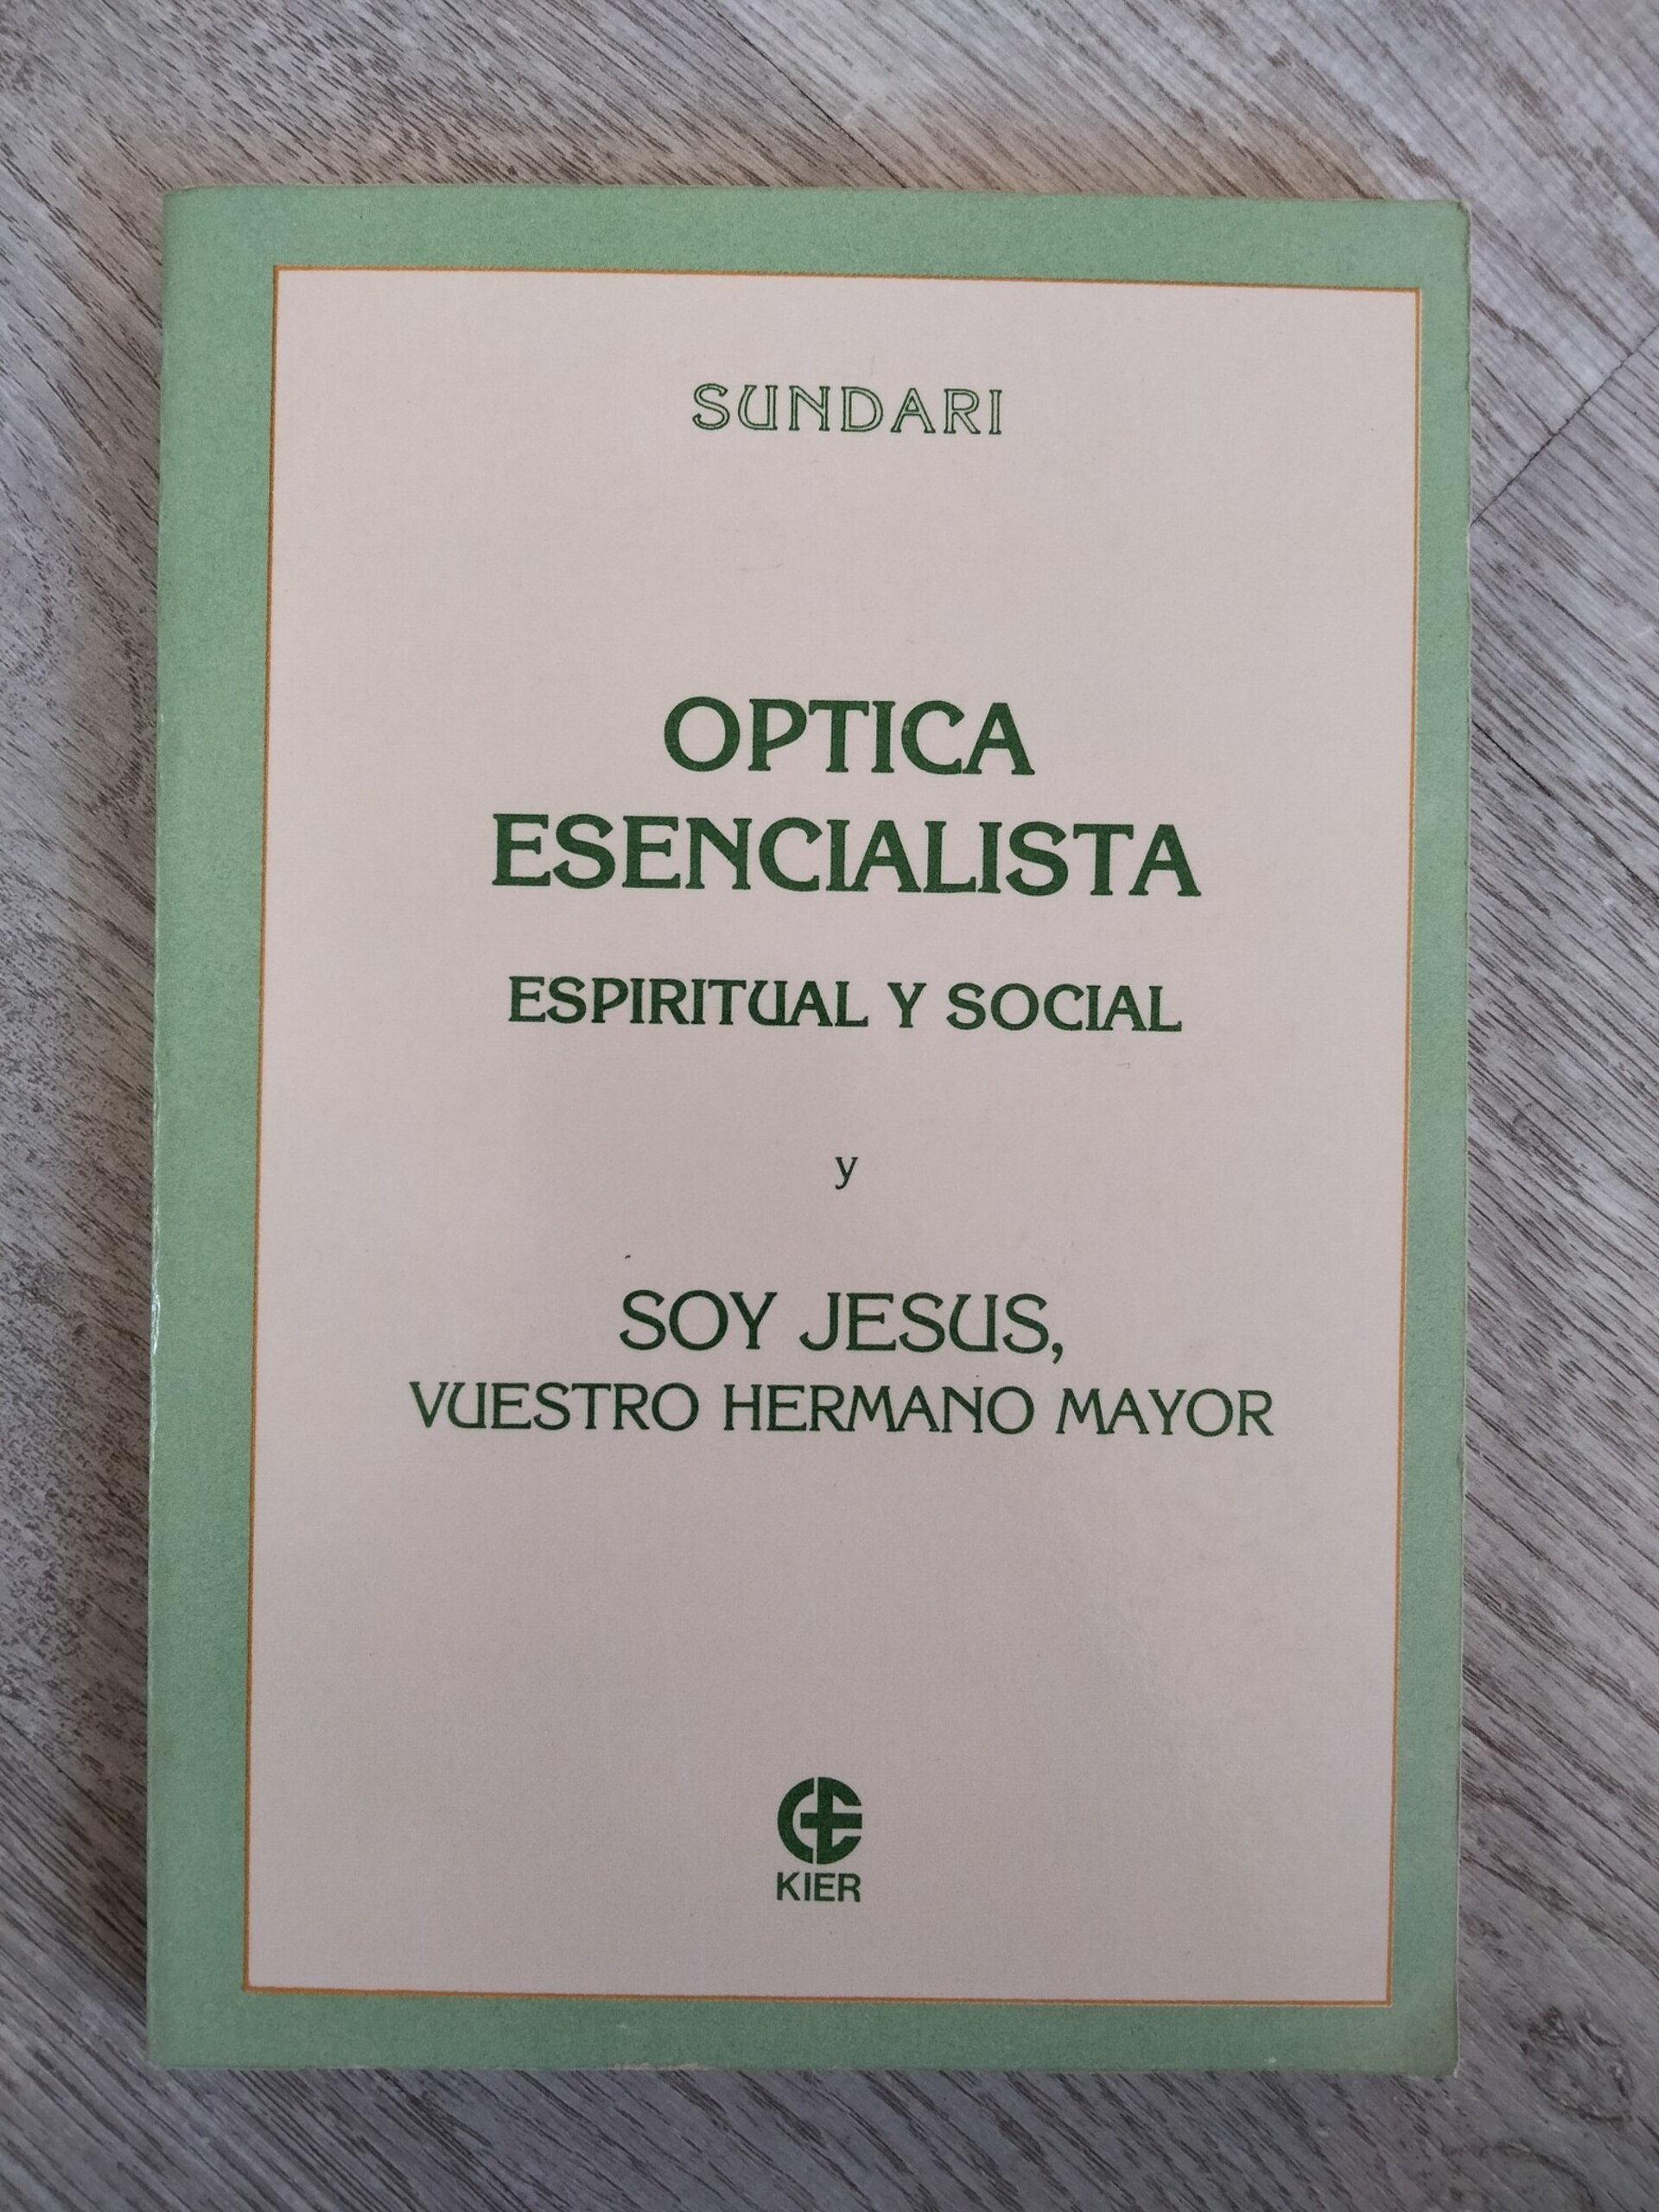 SUNDARI
OPTICA
ESENCIALISTA
ESPIRITUAL Y SOCIAL
y
SOY JESUS,
VUESTRO HERMANO MAYOR
KIER